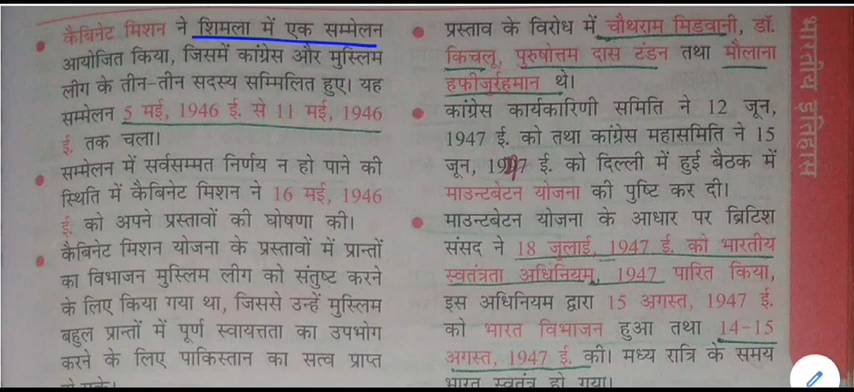 कैबिनेट मिशन ने शिमला में एक सम्मेलन
आयोजित किया, जिसमें कांग्रेस और मुस्लिम
लीग के तीन-तीन सदस्य सम्मिलित हुए। यह
सम्मेलन 5 मई, 1946 ई. से 11 मई, 1946
ई. तक चला।
सम्मेलन में सर्वसम्मत निर्णय न हो पाने की
स्थिति में कैबिनेट मिशन ने 16 मई, 1946
ई. को अपने प्रस्तावों की घोषणा की।
कैबिनेट मिशन योजना के प्रस्तावों में प्रान्तों
का विभाजन मुस्लिम लीग को संतुष्ट करने
के लिए किया गया था, जिससे उन्हें मुस्लिम
बहुल प्रान्तों में पूर्ण स्वायत्तता का उपभोग
करने के लिए पाकिस्तान का सत्व प्राप्त
हो सके।
प्रस्ताव के विरोध में चौथराम मिडवानी, डॉ.
किचलू, पुरुषोत्तम दास टंडन तथा मौलाना
हफीजुर्रहमान थे।
कांग्रेस कार्यकारिणी समिति ने 12 जून,
1947 ई. को तथा कांग्रेस महासमिति ने 15
जून, 1947 ई. को दिल्ली में हुई बैठक में
माउन्टबेटन योजना की पुष्टि कर दी।
माउन्टबेटन योजना के आधार पर ब्रिटिश
संसद ने 18 जुलाई, 1947 ई. को भारतीय
स्वतंत्रता अधिनियम, 1947 पारित किया,
इस अधिनियम द्वारा 15 अगस्त, 1947 ई.
को भारत विभाजन हुआ तथा 14-15
अगस्त, 1947 ई. की। मध्य रात्रि के समय
भारत स्वतंत्र हो गया।
भारतीय इतिहास